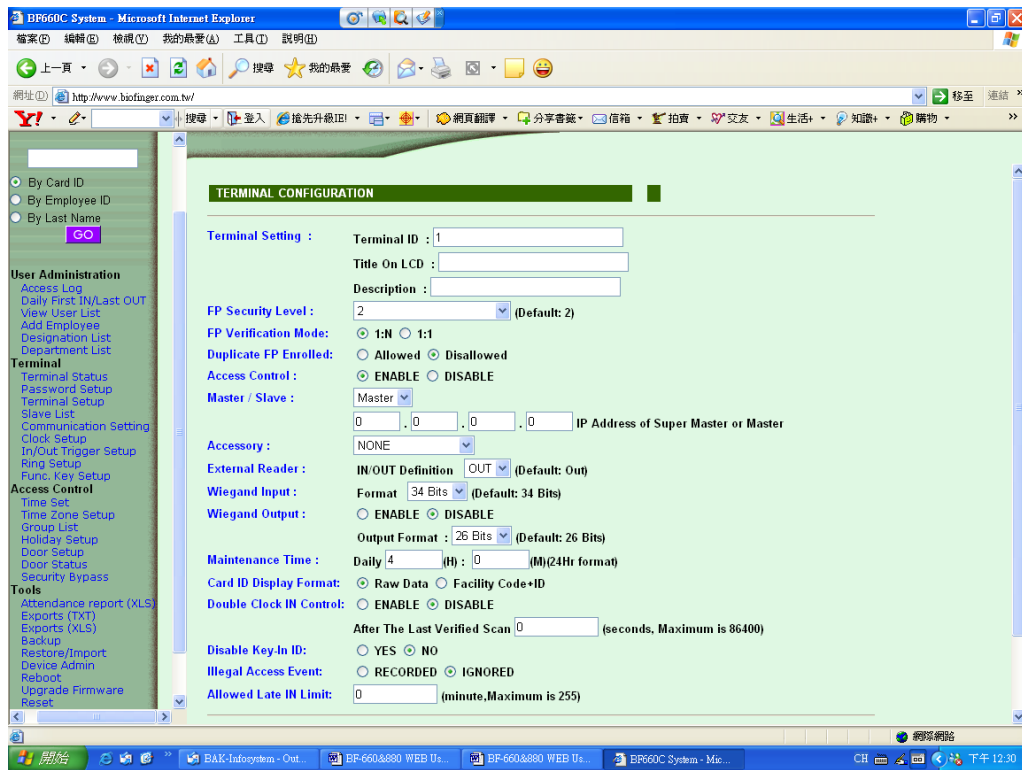 BF660C System - Microsoft Internet Explorer
檔案(F) 編輯(E) 檢視(V) 我的最愛(A) 工具(T) 說明(H)
上一頁 搜尋 我的最愛
網址(D) http://www.biofinger.com.tw/ 移至 連結 »
Y! 搜尋 登入 搶先升級IE! 網頁翻譯 分享書籤 信箱 拍賣 交友 生活+ 知識+ 購物 »
By Card ID
By Employee ID
By Last Name
GO
User Administration
Access Log
Daily First IN/Last OUT
View User List
Add Employee
Designation List
Department List
Terminal
Terminal Status
Password Setup
Terminal Setup
Slave List
Communication Setting
Clock Setup
In/Out Trigger Setup
Ring Setup
Func. Key Setup
Access Control
Time Set
Time Zone Setup
Group List
Holiday Setup
Door Setup
Door Status
Security Bypass
Tools
Attendance report (XLS)
Exports (TXT)
Exports (XLS)
Backup
Restore/Import
Device Admin
Reboot
Upgrade Firmware
Reset
TERMINAL CONFIGURATION
Terminal Setting : Terminal ID : 1
Title On LCD :
Description :
FP Security Level : 2 (Default: 2)
FP Verification Mode: 1:N 1:1
Duplicate FP Enrolled: Allowed Disallowed
Access Control : ENABLE DISABLE
Master / Slave : Master
0 . 0 . 0 . 0 IP Address of Super Master or Master
Accessory : NONE
External Reader : IN/OUT Definition OUT (Default: Out)
Wiegand Input : Format 34 Bits (Default: 34 Bits)
Wiegand Output : ENABLE DISABLE
Output Format : 26 Bits (Default: 26 Bits)
Maintenance Time : Daily 4 (H) : 0 (M)(24Hr format)
Card ID Display Format: Raw Data Facility Code+ID
Double Clock IN Control: ENABLE DISABLE
After The Last Verified Scan 0 (seconds, Maximum is 86400)
Disable Key-In ID: YES NO
Illegal Access Event: RECORDED IGNORED
Allowed Late IN Limit: 0 (minute,Maximum is 255)
網際網路
開始 » BAK-Infosystem - Out... BF-660&880 WEB Us... BF-660&880 WEB Us... BF660C System - Mic... CH 下午 12:30